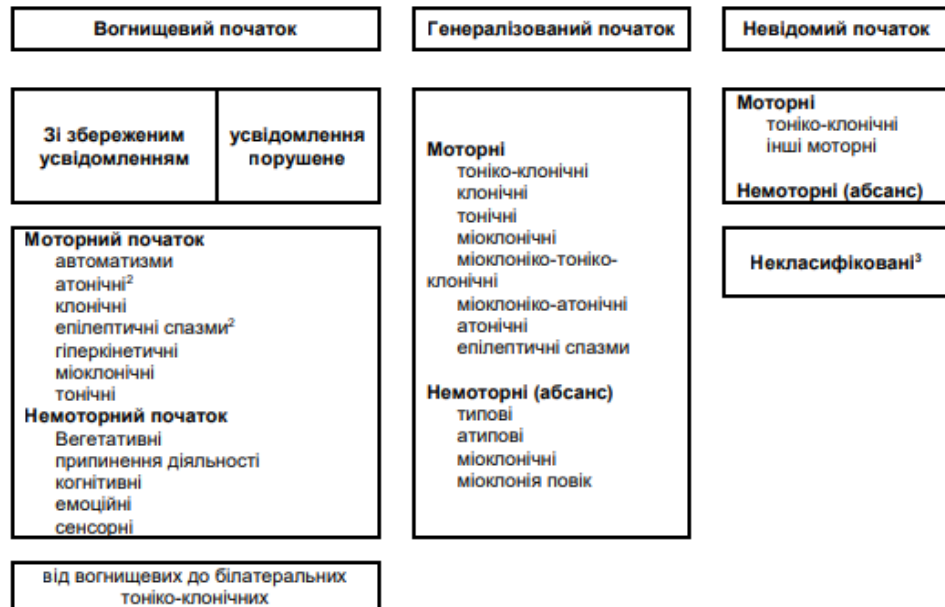 Вогнищевий початок
Зі збереженим
усвідомленням
усвідомлення
порушене
Моторний початок
автоматизми
атонічні²
клонічні
епілептичні спазми²
гіперкінетичні
міоклонічні
тонічні
Немоторний початок
Вегетативні
припинення діяльності
когнітивні
емоційні
сенсорні
від вогнищевих до білатеральних
тоніко-клонічних
Генералізований початок
Моторні
тоніко-клонічні
клонічні
тонічні
міоклонічні
міоклоніко-тоніко-
клонічні
міоклоніко-атонічні
атонічні
епілептичні спазми
Немоторні (абсанс)
типові
атипові
міоклонічні
міоклонія повік
Невідомий початок
Моторні
тоніко-клонічні
інші моторні
Немоторні (абсанс)
Некласифіковані³